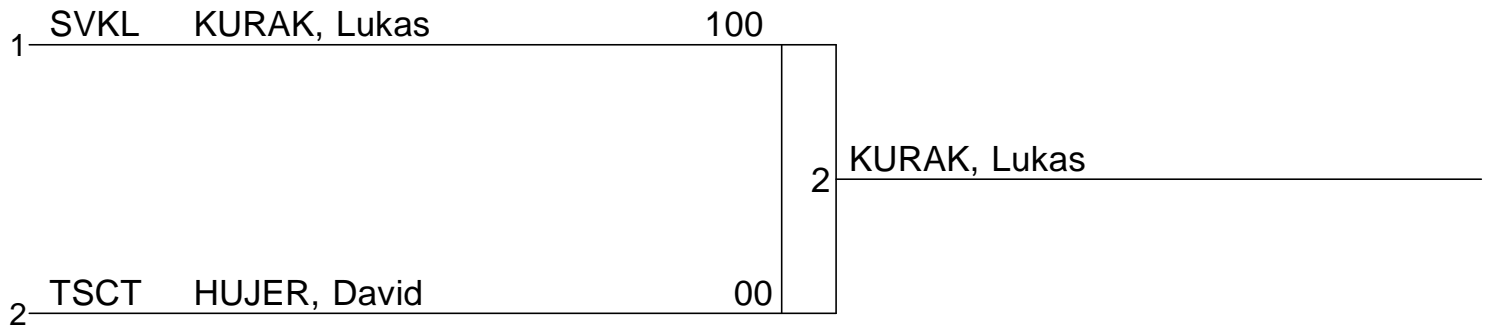 1 SVKL KURAK, Lukas 100
2 KURAK, Lukas
2 TSCT HUJER, David 00